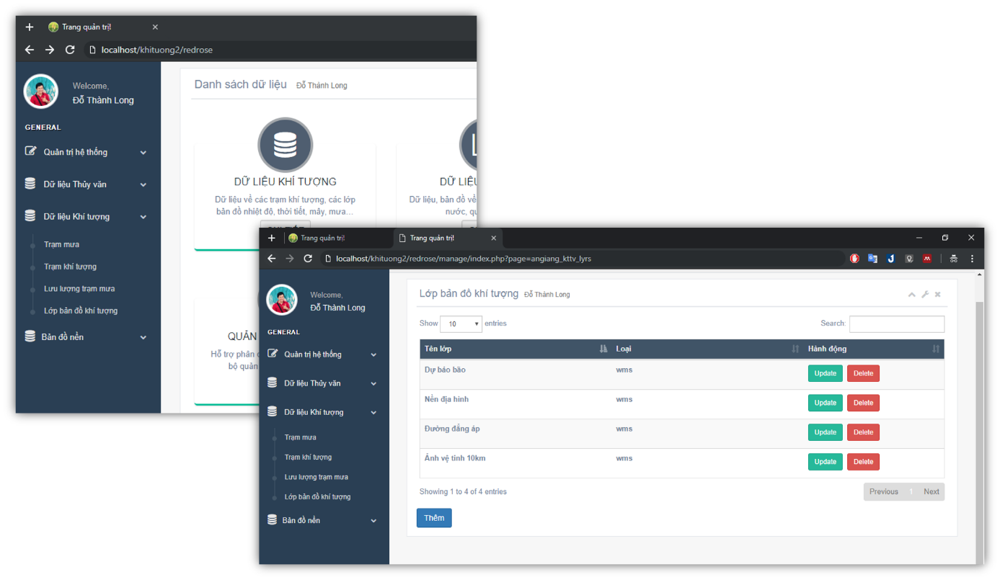 Trang quản trị!
localhost/khituong2/redrose
Welcome,
Đỗ Thành Long
GENERAL
Quản trị hệ thống
Dữ liệu Thủy văn
Dữ liệu Khí tượng
Trạm mưa
Trạm khí tượng
Lưu lượng trạm mưa
Lớp bản đồ khí tượng
Bản đồ nền
Danh sách dữ liệu Đỗ Thành Long
DỮ LIỆU KHÍ TƯỢNG
Dữ liệu về các trạm khí tượng, các lớp
bản đồ nhiệt độ, thời tiết, mây, mưa...
DỮ LIỆU
Dữ liệu, bản đồ về
nước,
QUẢN
Hỗ trợ phân
bộ quản
Trang quản trị! Trang quản trị!
localhost/khituong2/redrose/manage/index.php?page=angiang_kttv_lyrs
Welcome,
Đỗ Thành Long
GENERAL
Quản trị hệ thống
Dữ liệu Thủy văn
Dữ liệu Khí tượng
Trạm mưa
Trạm khí tượng
Lưu lượng trạm mưa
Lớp bản đồ khí tượng
Bản đồ nền
Lớp bản đồ khí tượng Đỗ Thành Long
Show 10 entries Search:
Tên lớp Loại Hành động
Dự báo bão wms Update Delete
Nền địa hình wms Update Delete
Đường đẳng áp wms Update Delete
Ảnh vệ tinh 10km wms Update Delete
Showing 1 to 4 of 4 entries Previous 1 Next
Thêm